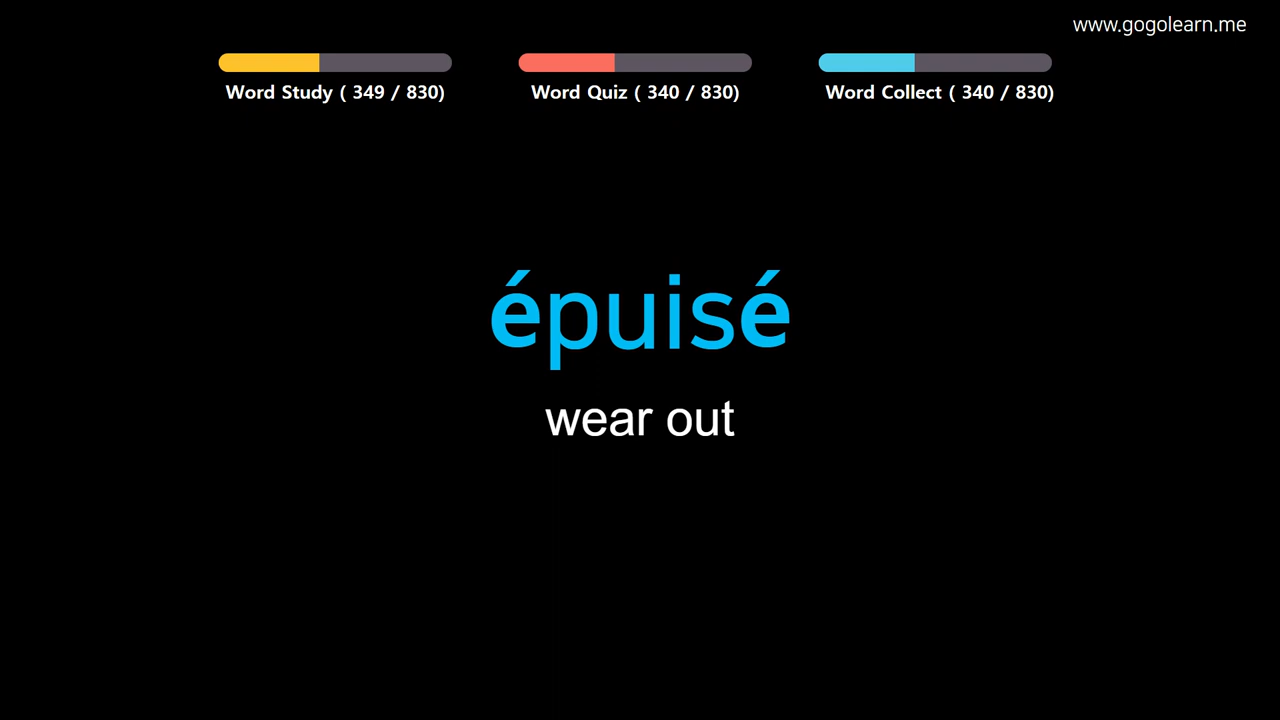 www.gogolearn.me
Word Study ( 349 / 830)
Word Quiz ( 340 / 830)
Word Collect ( 340 / 830)
épuisé
wear out